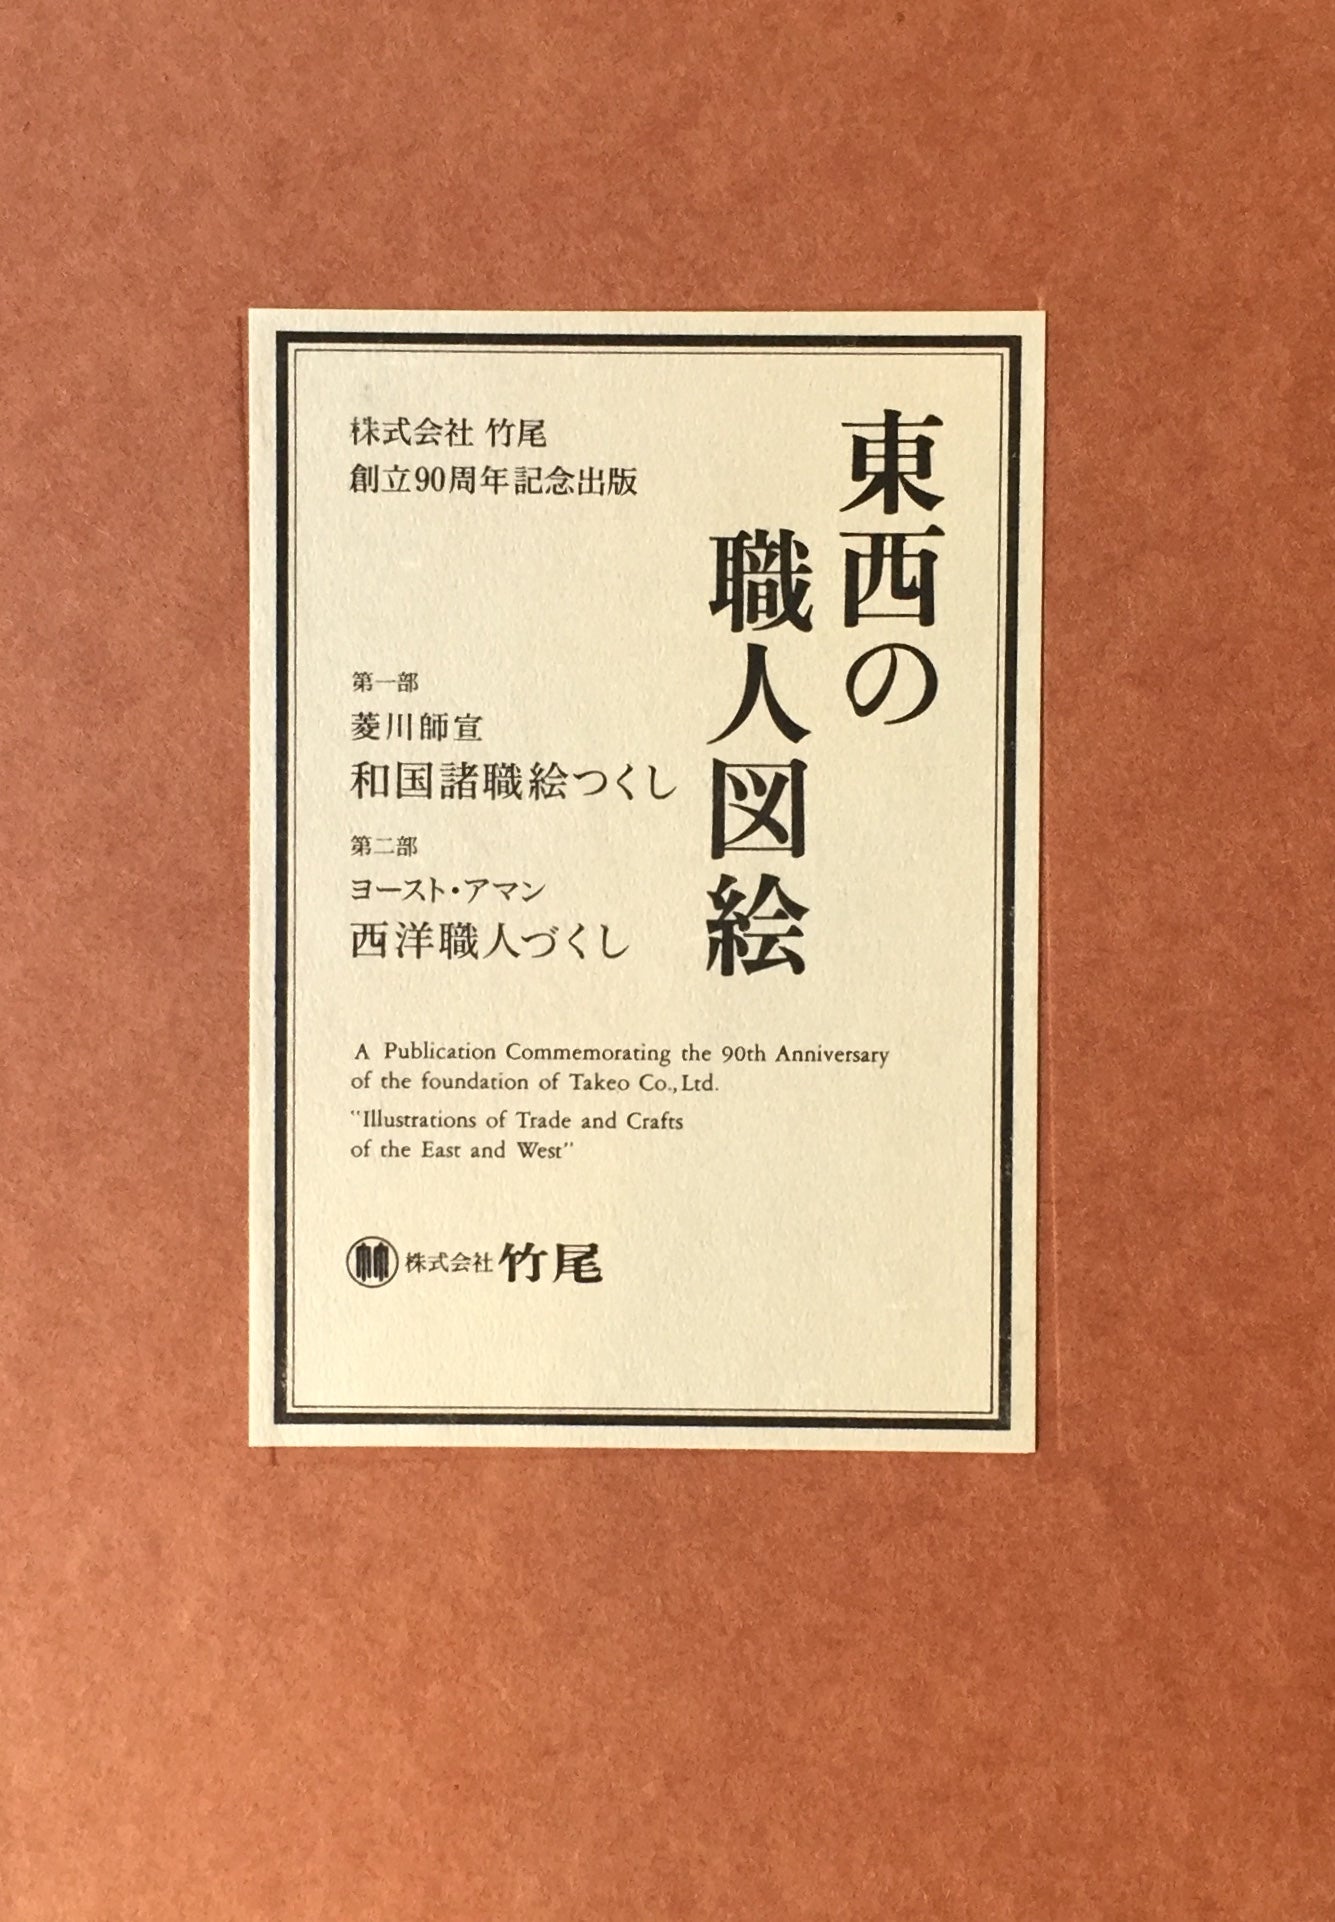 東西の
職人図絵
株式会社 竹尾
創立90周年記念出版
第一部
菱川師宣
和国諸職絵つくし
第二部
ヨースト・アマン
西洋職人づくし
A Publication Commemorating the 90th Anniversary
of the foundation of Takeo Co., Ltd.
"Illustrations of Trade and Crafts
of the East and West"
株式会社 竹尾